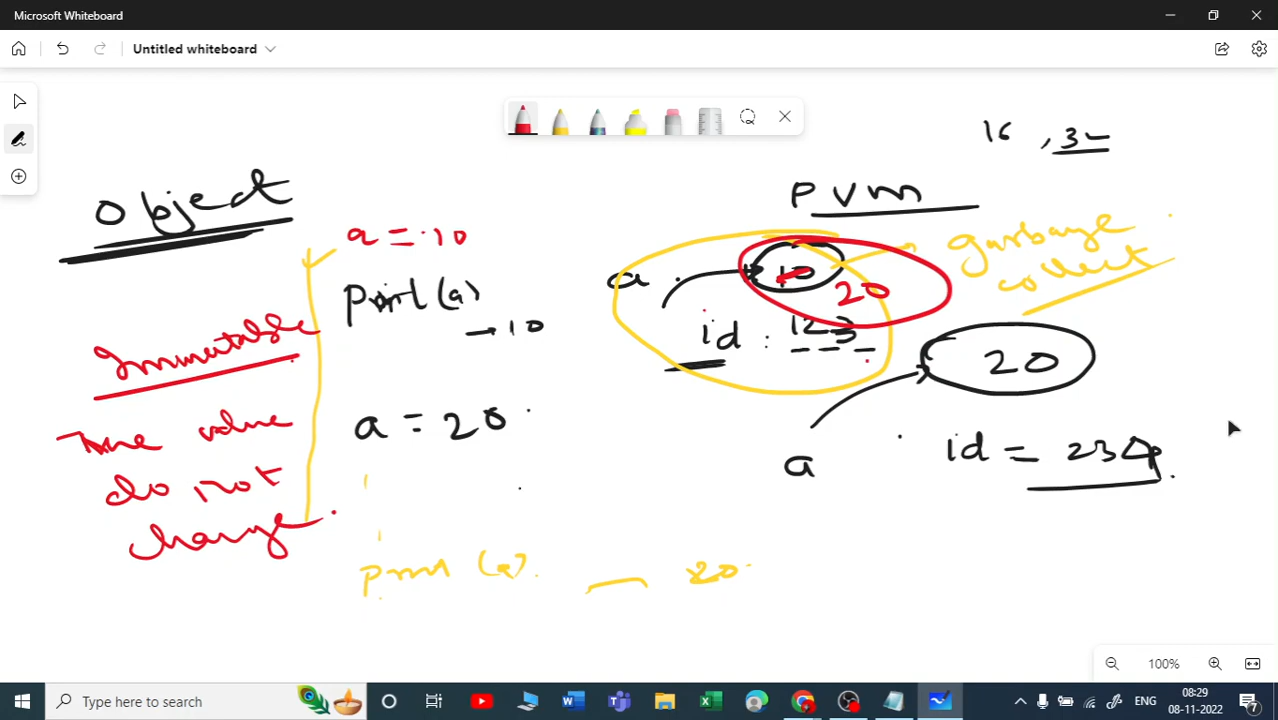 Microsoft Whiteboard
Untitled whiteboard
16 , 32
Object
PVM
a = 10
print (a)
→ 10
a
10
20
garbage
collect
id : 123
Immutable
20
The value
do not
change
a = 20
a
id = 234
print (a)
20
100%
Type here to search
ENG
08:29
08-11-2022
7